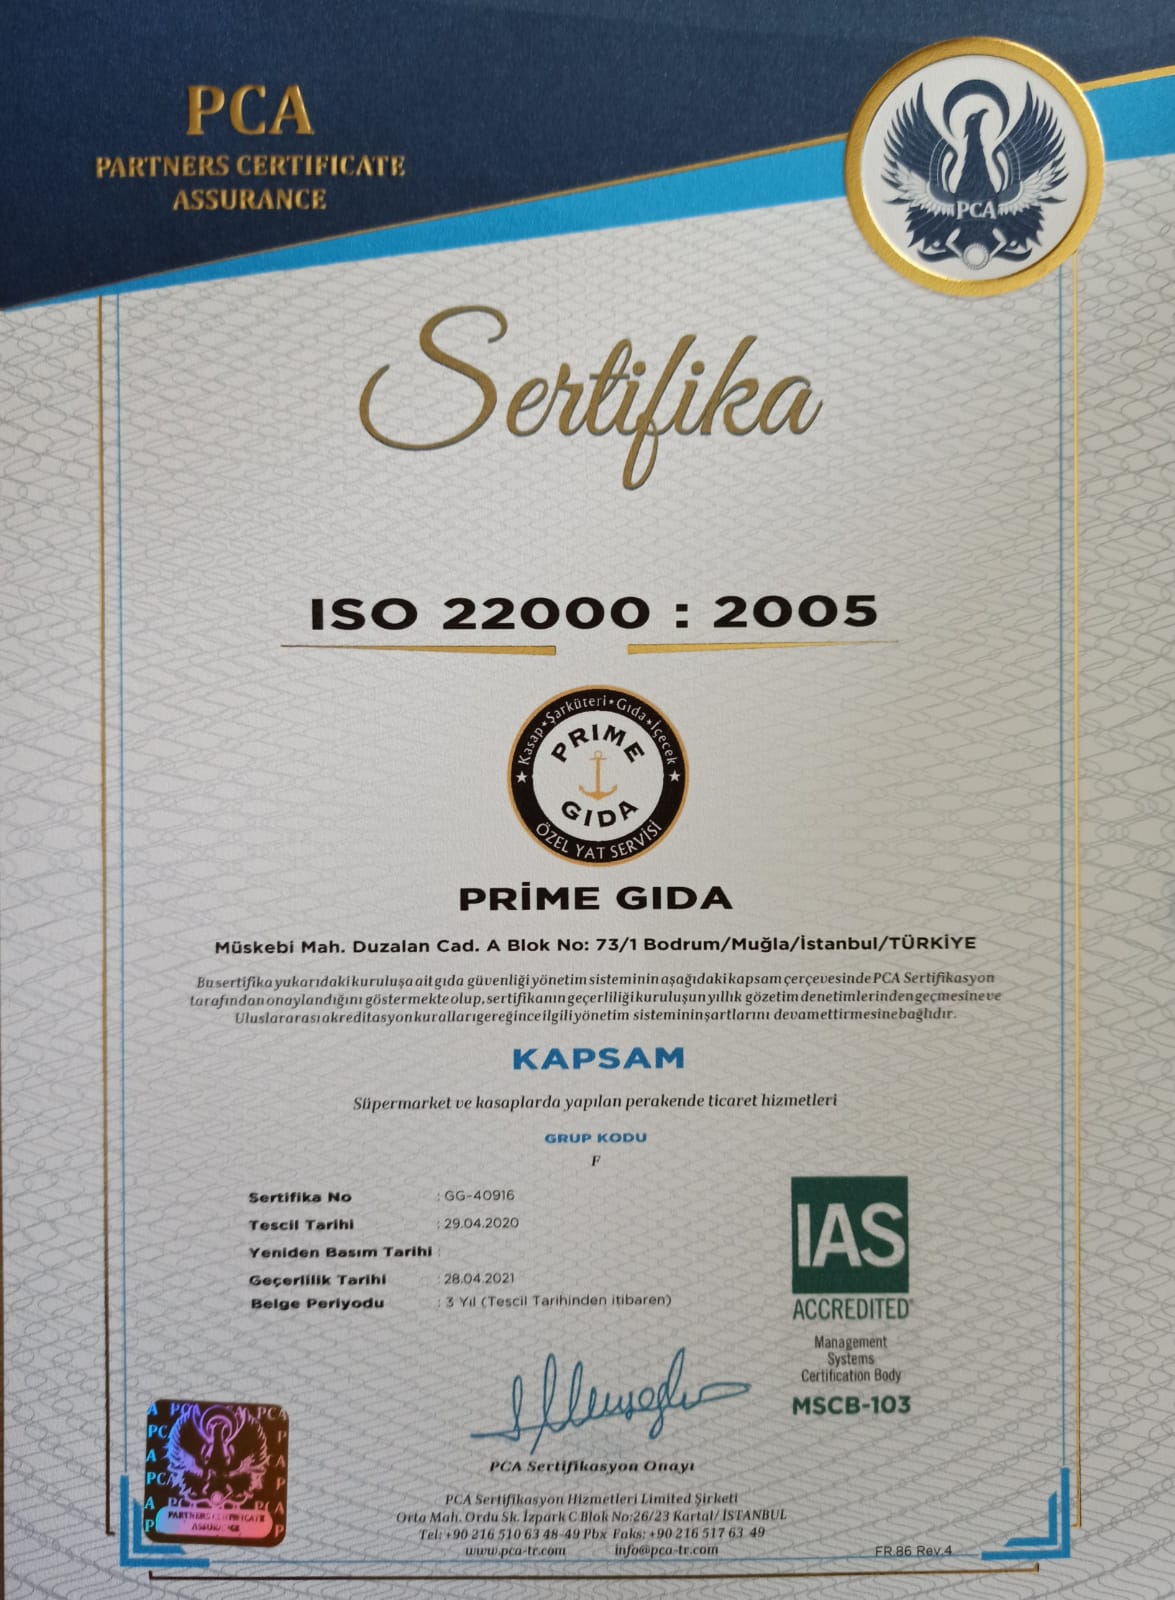 PCA
PARTNERS CERTIFICATE
ASSURANCE
PCA
Sertifika
ISO 22000 : 2005
Kasap • Şarküteri • Gıda • İçecek
PRIME
GIDA
ÖZEL YAT SERVİSİ
PRİME GIDA
Müskebi Mah. Duzalan Cad. A Blok No: 73/1 Bodrum/Muğla/İstanbul/TÜRKİYE
Bu sertifika yukarıdaki kuruluşa ait gıda güvenliği yönetim sisteminin aşağıdaki kapsam çerçevesinde PCA Sertifikasyon
tarafından onaylandığını göstermekte olup, sertifikanın geçerliliği kuruluşun yıllık gözetim denetimlerinden geçmesine ve
Uluslararası akreditasyon kuralları gereğince ilgili yönetim sisteminin şartlarını devam ettirmesine bağlıdır.
KAPSAM
Süpermarket ve kasaplarda yapılan perakende ticaret hizmetleri
GRUP KODU
F
Sertifika No : GG-40916
Tescil Tarihi : 29.04.2020
Yeniden Basım Tarihi :
Geçerlilik Tarihi : 28.04.2021
Belge Periyodu : 3 Yıl (Tescil Tarihinden itibaren)
IAS
ACCREDITED
Management
Systems
Certification Body
MSCB-103
PCA Sertifikasyon Onayı
PCA Sertifikasyon Hizmetleri Limited Şirketi
Orta Mah. Ordu Sk. İzpark C Blok No:26/23 Kartal/ İSTANBUL
Tel: +90 216 510 63 48-49 Pbx Faks: +90 216 517 63 49
www.pca-tr.com info@pca-tr.com
FR.86 Rev.4
PARTNERS CERTIFICATE